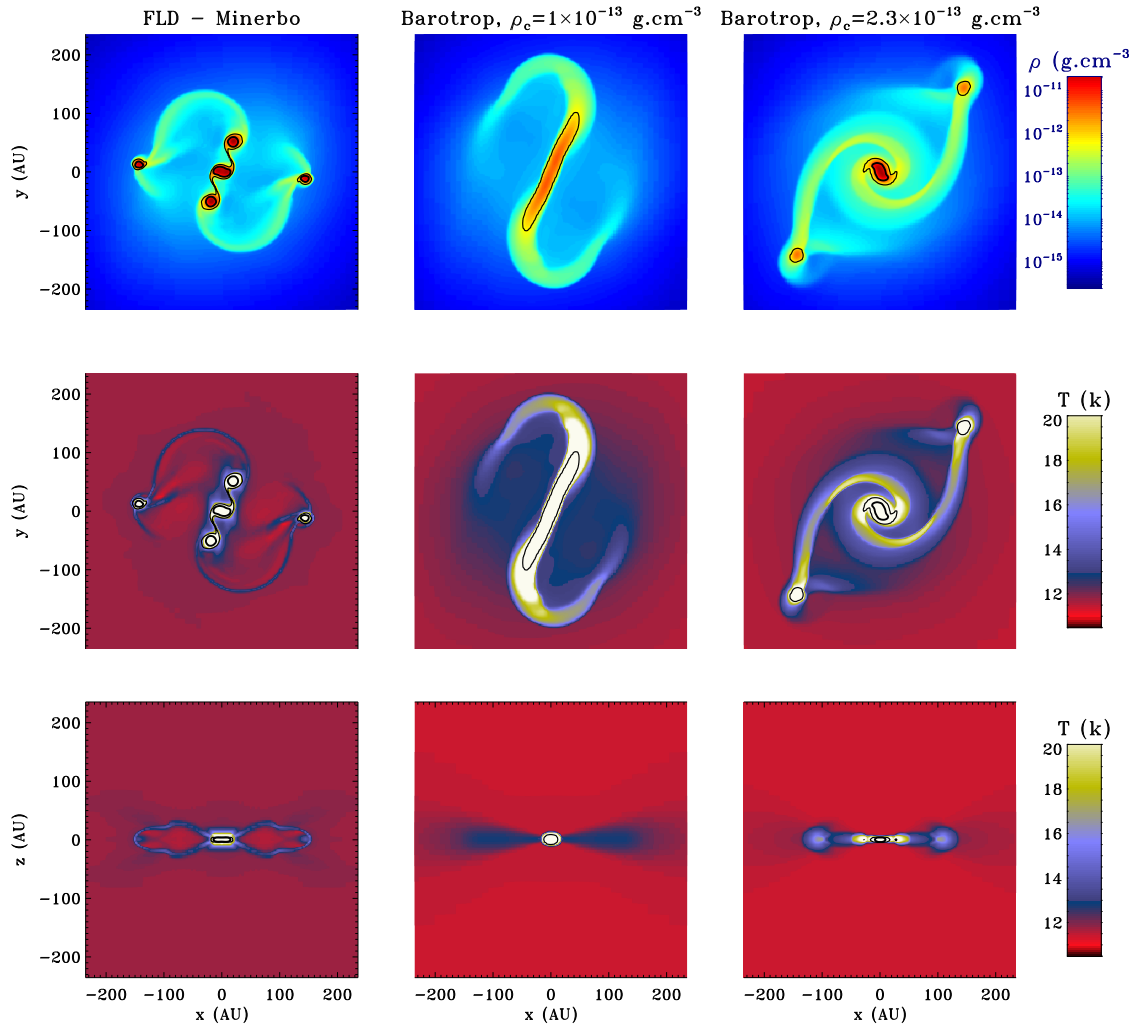 FLD − Minerbo
Barotrop, ρc=1×10−13 g.cm−3
Barotrop, ρc=2.3×10−13 g.cm−3
200
100
0
−100
−200
y (AU)
ρ (g.cm−3
10−11
10−12
10−13
10−14
10−15
200
100
0
−100
−200
y (AU)
T (k)
20
18
16
14
12
200
100
0
−100
−200
z (AU)
T (k)
20
18
16
14
12
−200 −100 0 100 200
x (AU)
−200 −100 0 100 200
x (AU)
−200 −100 0 100 200
x (AU)